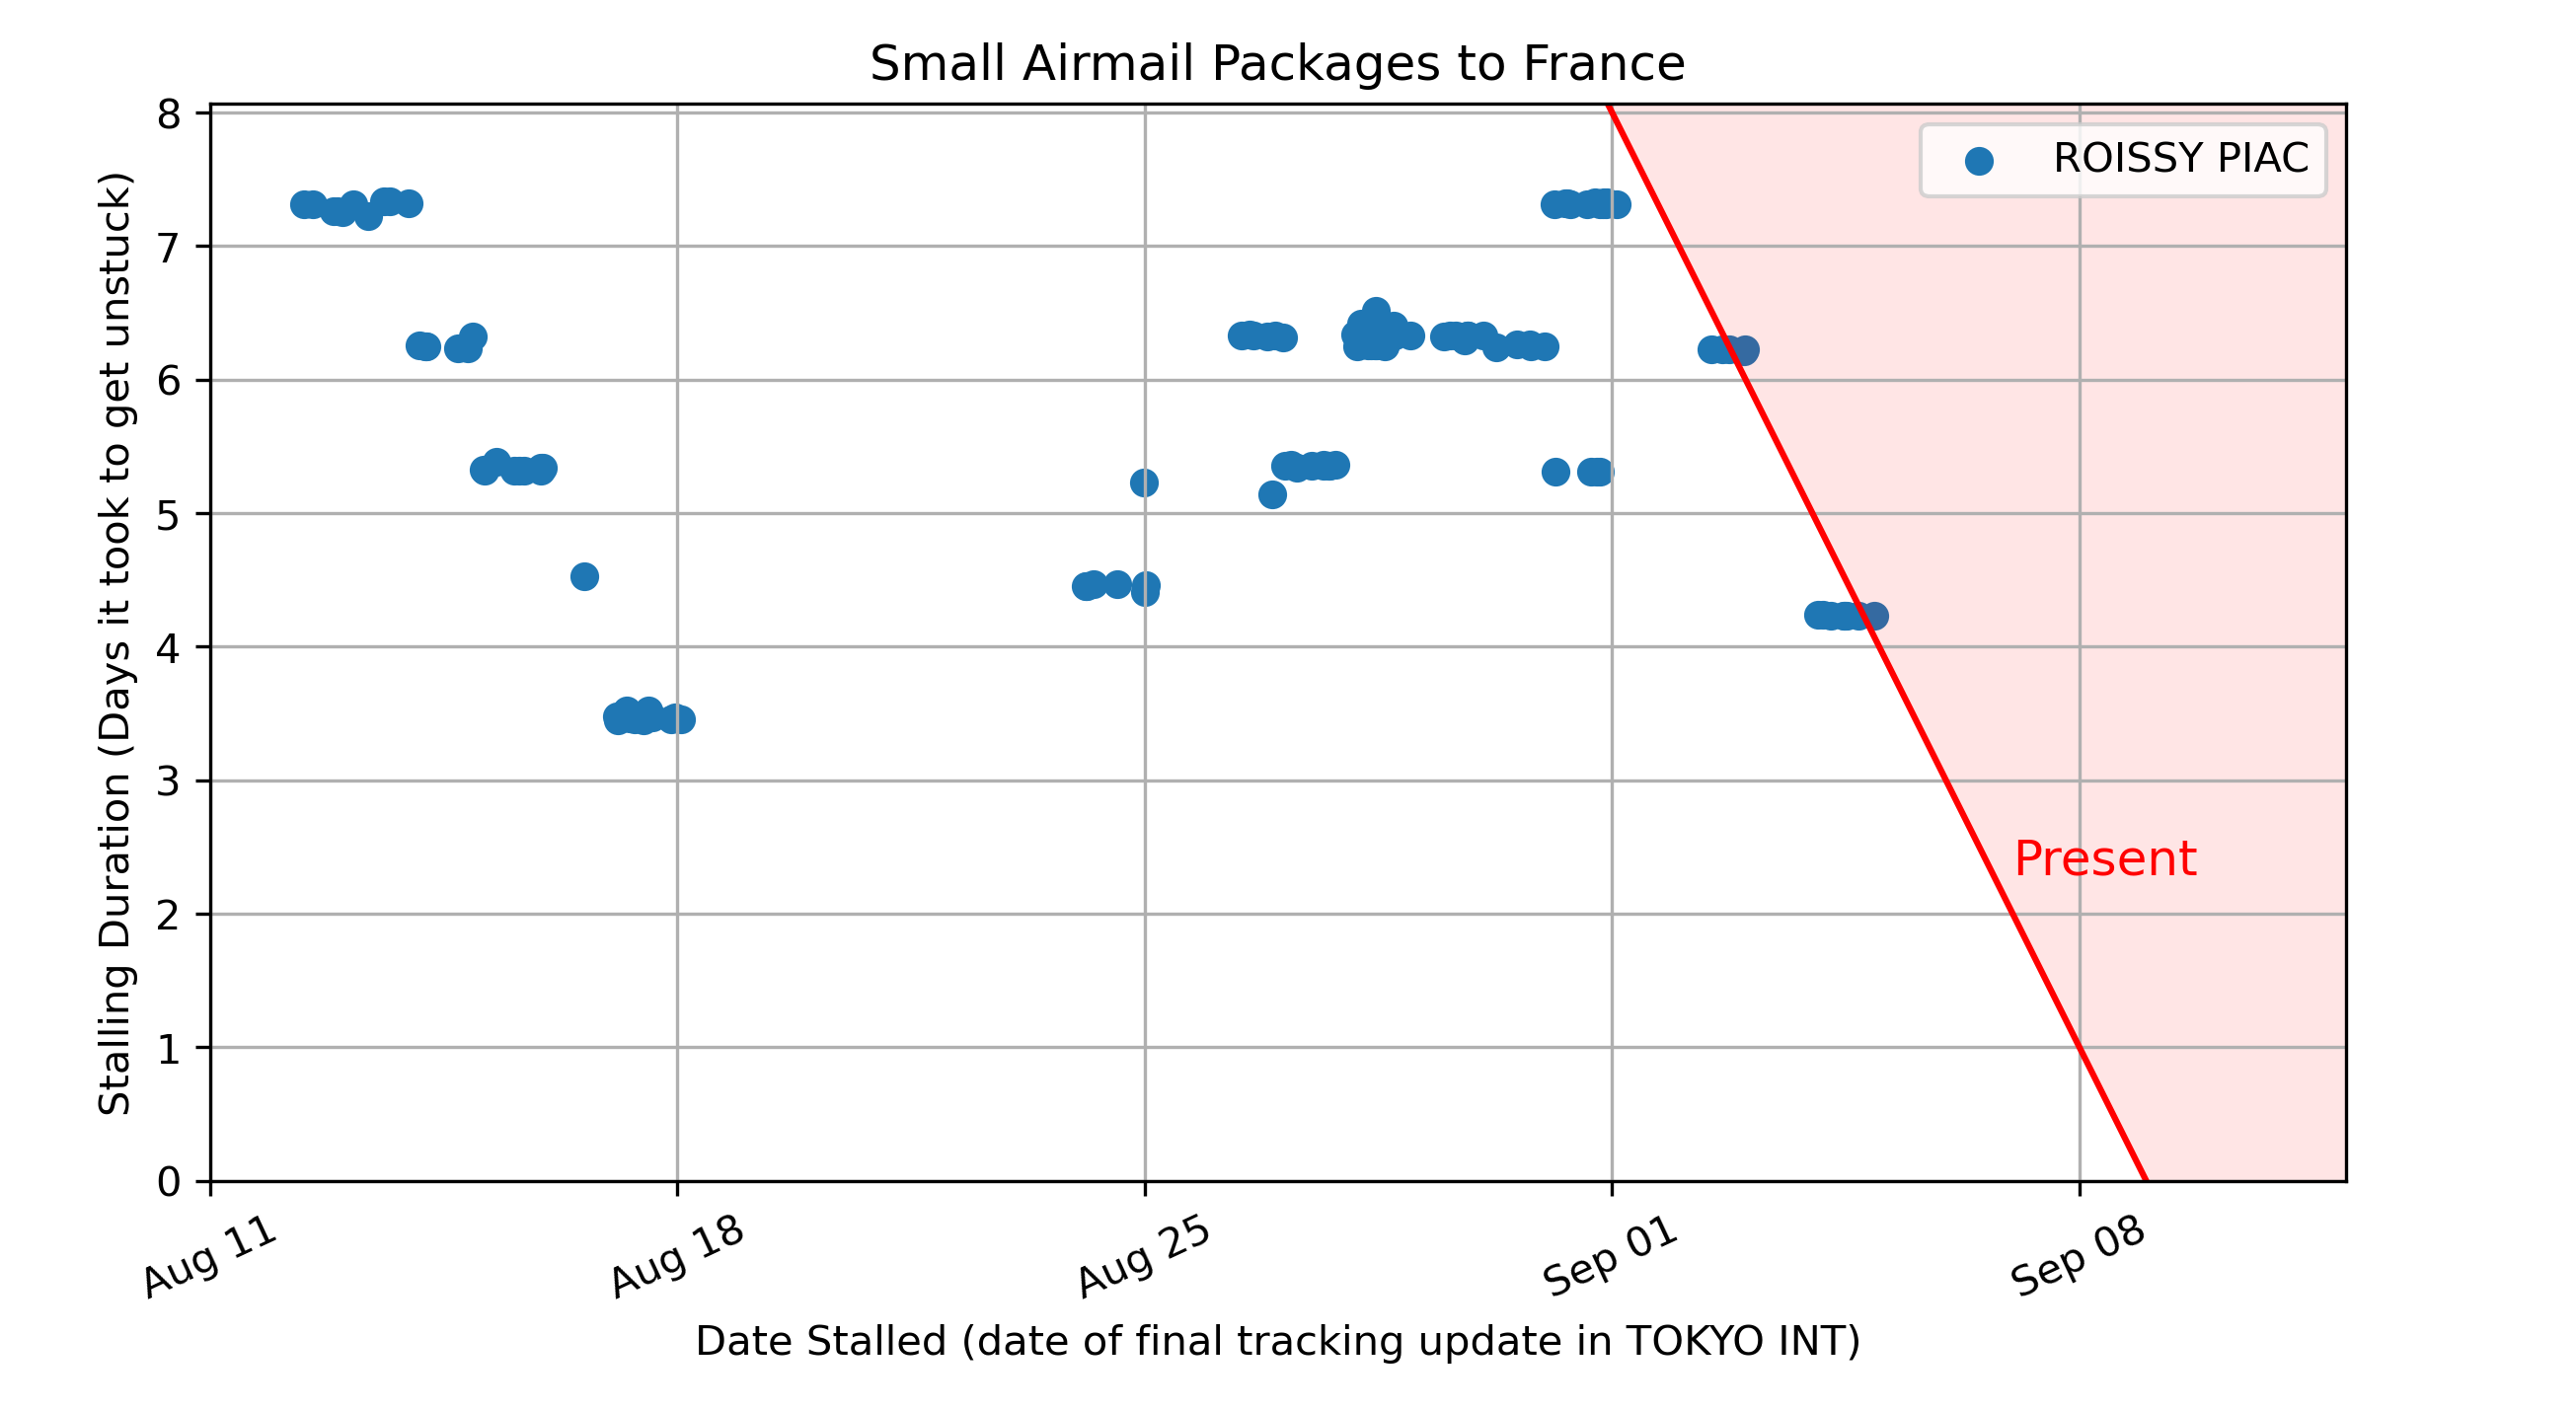 Small Airmail Packages to France
8
7
6
5
4
3
2
1
0
Stalling Duration (Days it took to get unstuck)
ROISSY PIAC
Present
Aug 11
Aug 18
Aug 25
Sep 01
Sep 08
Date Stalled (date of final tracking update in TOKYO INT)